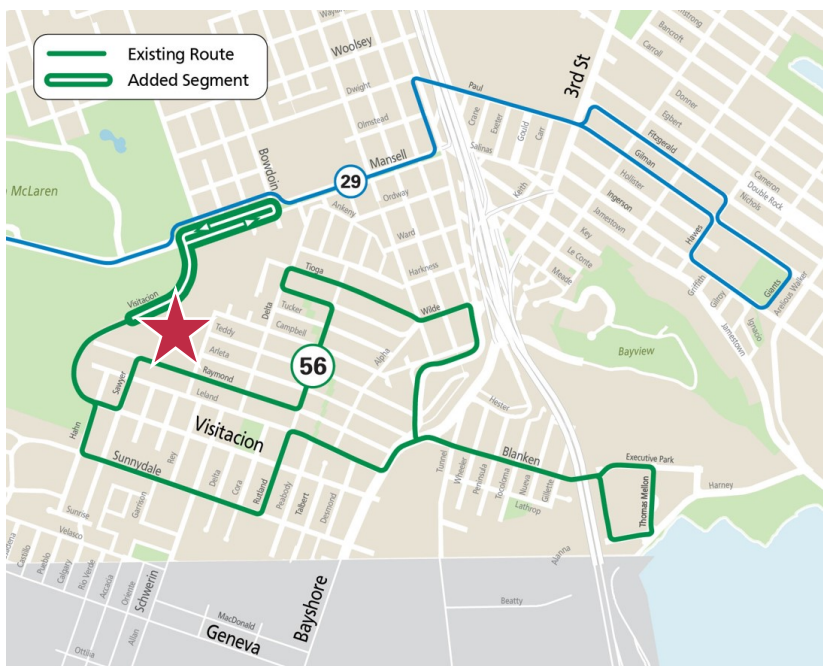 Existing Route
Added Segment
Woolsey
Dwight
Olmstead
Mansell
Bowdoin
29
Paul
3rd St
Crane
Exeter
Gould
Carr
Salinas
Bancroft
Carroll
Donner
Egbert
Fitzgerald
Gilman
Hollister
Ingerson
Jamestown
Key
Le Conte
Meade
Keith
Cameron
Double Rock
Nichols
Hawes
Griffith
Gilroy
Jamestown
Ignacio
Giants
Arelious Walker
McLaren
Ankeny
Ordway
Ward
Harkness
Tioga
Wilde
Visitacion
Delta
Tucker
Campbell
Teddy
Arleta
Raymond
Leland
56
Alpha
Bayview
Sawyer
Hahn
Visitacion
Sunnydale
Rey
Delta
Cora
Rutland
Peabody
Talbert
Desmond
Hester
Blanken
Tunnel
Wheeler
Peninsula
Tocoloma
Nueva
Gillette
Lathrop
Executive Park
Thomas Mellon
Harney
Alanna
Beatty
Garrison
Sunrise
Velasco
Castillo
Pueblo
Calgary
Rio Verde
Accacia
Oriente
Allan
Schwerin
MacDonald
Geneva
Bayshore
Ottilia